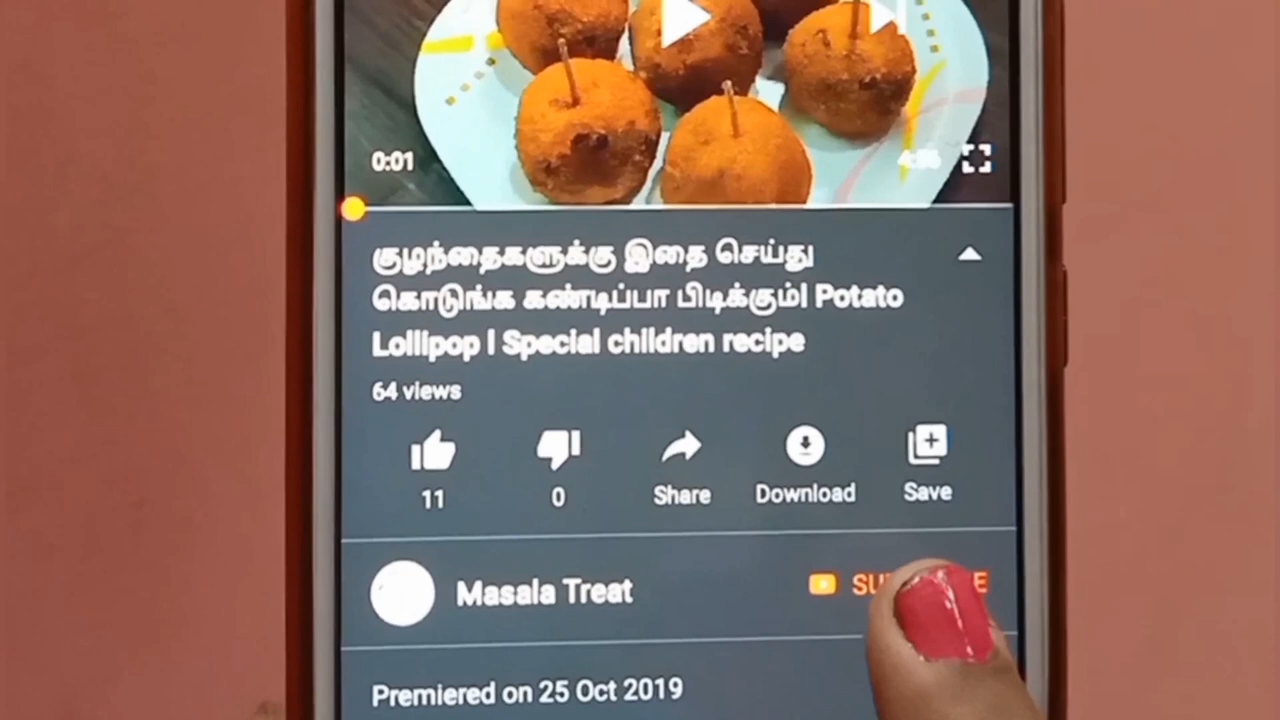 0:01
குழந்தைகளுக்கு இதை செய்து
கொடுங்க கண்டிப்பா பிடிக்கும்l Potato
Lollipop l Special children recipe
64 views
11
0
Share
Download
Save
Masala Treat
Premiered on 25 Oct 2019